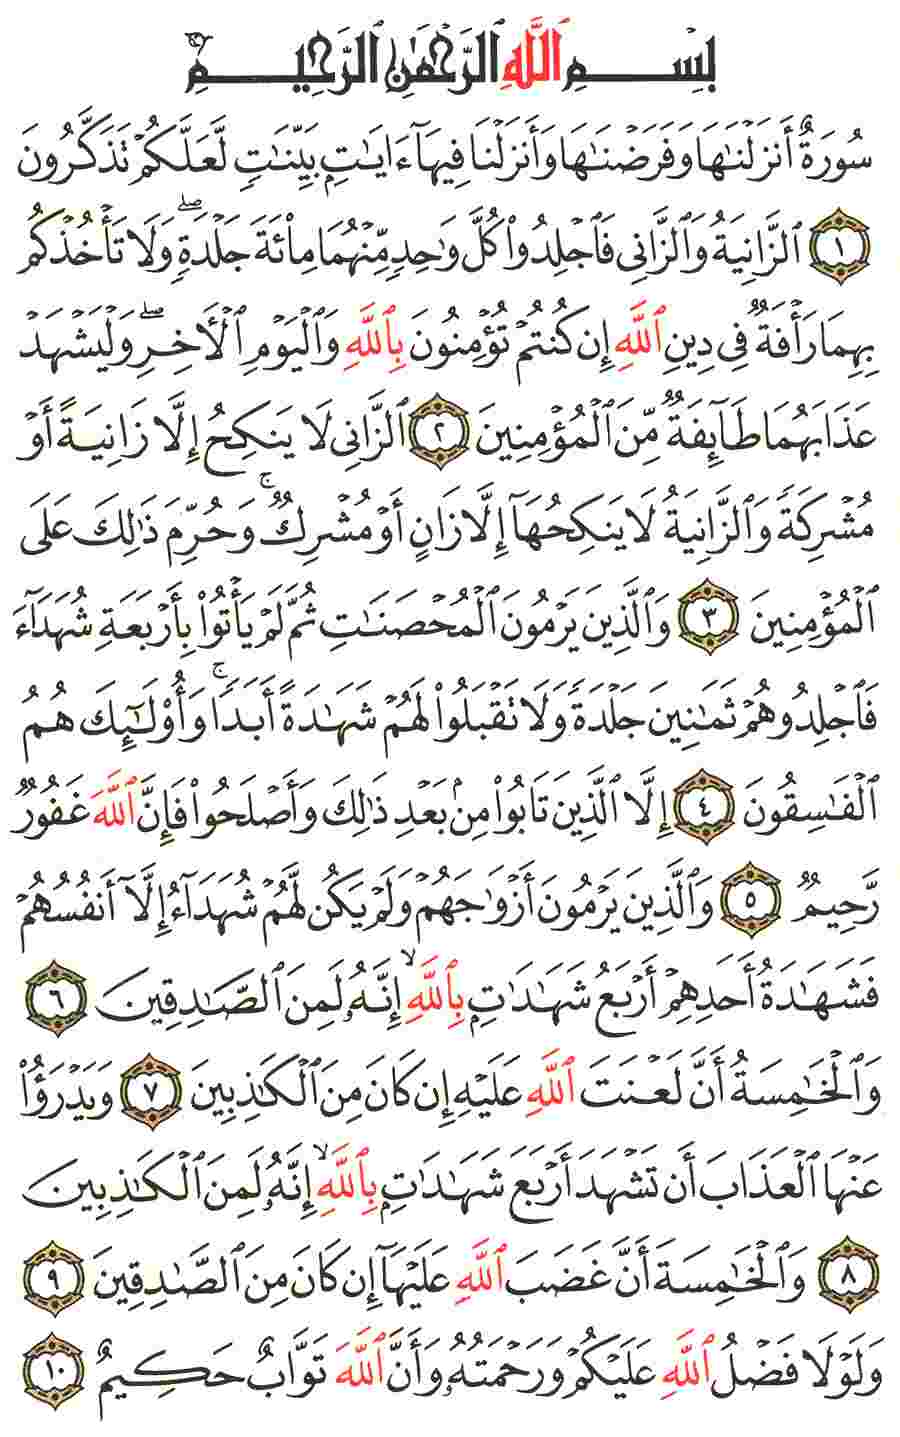 بِسْمِ ٱللَّهِ ٱلرَّحْمَٰنِ ٱلرَّحِيمِ
سُورَةٌ أَنزَلْنَٰهَا وَفَرَضْنَٰهَا وَأَنزَلْنَا فِيهَآ ءَايَٰتِۭ بَيِّنَٰتٍ لَّعَلَّكُمْ تَذَكَّرُونَ
١ ٱلزَّانِيَةُ وَٱلزَّانِى فَٱجْلِدُوا۟ كُلَّ وَٰحِدٍ مِّنْهُمَا مِا۟ئَةَ جَلْدَةٍ ۖ وَلَا تَأْخُذْكُم
بِهِمَا رَأْفَةٌ فِى دِينِ ٱللَّهِ إِن كُنتُمْ تُؤْمِنُونَ بِٱللَّهِ وَٱلْيَوْمِ ٱلْأَخِرِ ۖ وَلْيَشْهَدْ
عَذَابَهُمَا طَآئِفَةٌ مِّنَ ٱلْمُؤْمِنِينَ ٢ ٱلزَّانِى لَا يَنكِحُ إِلَّا زَانِيَةً أَوْ
مُشْرِكَةً وَٱلزَّانِيَةُ لَا يَنكِحُهَآ إِلَّا زَانٍ أَوْ مُشْرِكٌ ۚ وَحُرِّمَ ذَٰلِكَ عَلَى
ٱلْمُؤْمِنِينَ ٣ وَٱلَّذِينَ يَرْمُونَ ٱلْمُحْصَنَٰتِ ثُمَّ لَمْ يَأْتُوا۟ بِأَرْبَعَةِ شُهَدَآءَ
فَٱجْلِدُوهُمْ ثَمَٰنِينَ جَلْدَةً وَلَا تَقْبَلُوا۟ لَهُمْ شَهَٰدَةً أَبَدًا ۚ وَأُو۟لَٰٓئِكَ هُمُ
ٱلْفَٰسِقُونَ ٤ إِلَّا ٱلَّذِينَ تَابُوا۟ مِنۢ بَعْدِ ذَٰلِكَ وَأَصْلَحُوا۟ فَإِنَّ ٱللَّهَ غَفُورٌ
رَّحِيمٌ ٥ وَٱلَّذِينَ يَرْمُونَ أَزْوَٰجَهُمْ وَلَمْ يَكُن لَّهُمْ شُهَدَآءُ إِلَّآ أَنفُسُهُمْ
فَشَهَٰدَةُ أَحَدِهِمْ أَرْبَعُ شَهَٰدَٰتِۭ بِٱللَّهِ ۙ إِنَّهُۥ لَمِنَ ٱلصَّٰدِقِينَ ٦
وَٱلْخَٰمِسَةُ أَنَّ لَعْنَتَ ٱللَّهِ عَلَيْهِ إِن كَانَ مِنَ ٱلْكَٰذِبِينَ ٧ وَيَدْرَؤُا۟
عَنْهَا ٱلْعَذَابَ أَن تَشْهَدَ أَرْبَعَ شَهَٰدَٰتِۭ بِٱللَّهِ ۙ إِنَّهُۥ لَمِنَ ٱلْكَٰذِبِينَ
٨ وَٱلْخَٰمِسَةَ أَنَّ غَضَبَ ٱللَّهِ عَلَيْهَآ إِن كَانَ مِنَ ٱلصَّٰدِقِينَ ٩
وَلَوْلَا فَضْلُ ٱللَّهِ عَلَيْكُمْ وَرَحْمَتُهُۥ وَأَنَّ ٱللَّهَ تَوَّابٌ حَكِيمٌ ١٠